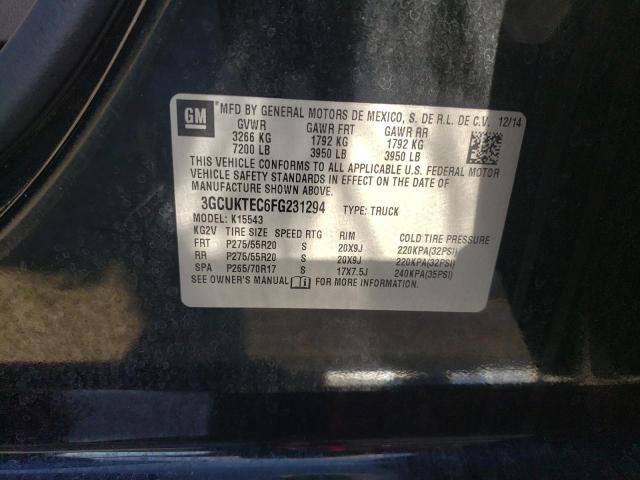 GM
*MFD BY GENERAL MOTORS DE MEXICO, S. DE R.L. DE C.V. 12/14
GVWR GAWR FRT GAWR RR
3266 KG 1792 KG 1792 KG
7200 LB 3950 LB 3950 LB
THIS VEHICLE CONFORMS TO ALL APPLICABLE U.S. FEDERAL MOTOR
VEHICLE SAFETY STANDARDS IN EFFECT ON THE DATE OF MANUFACTURE
SHOWN ABOVE.
3GCUKTEC6FG231294 TYPE: TRUCK
MODEL: K15543
KG2V TIRE SIZE SPEED RTG RIM COLD TIRE PRESSURE
FRT P275/55R20 S 20X9J 220KPA(32PSI)
RR P275/55R20 S 20X9J 220KPA(32PSI)
SPA P265/70R17 S 17X7.5J 240KPA(35PSI)
SEE OWNER'S MANUAL FOR MORE INFORMATION.